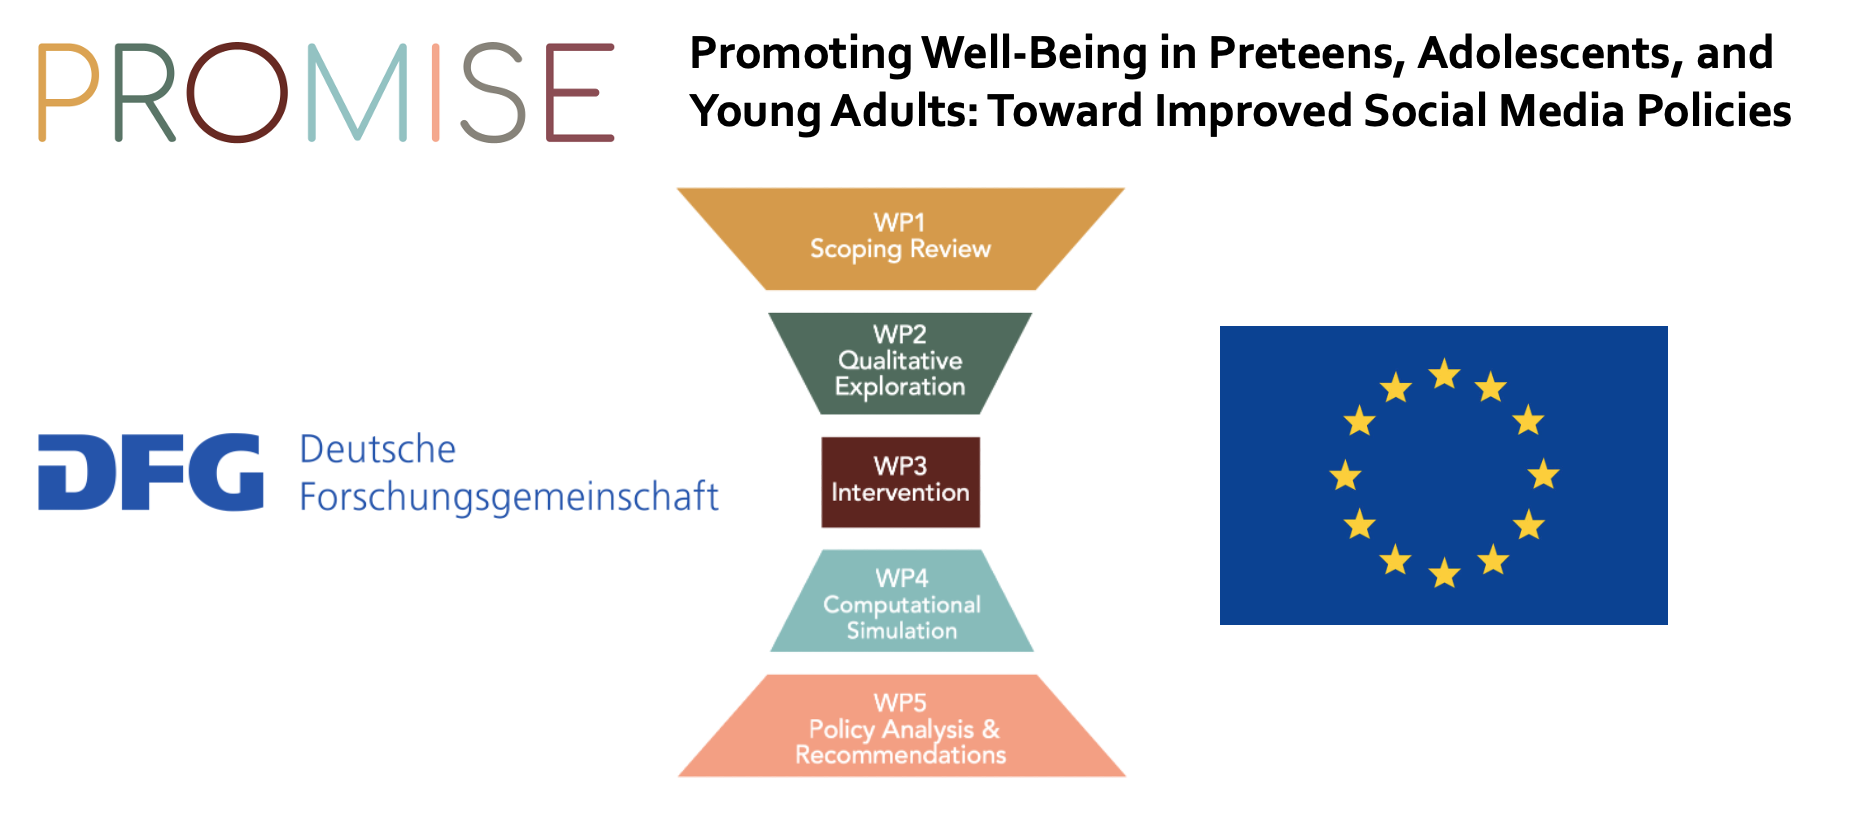 PROMISE
Promoting Well-Being in Preteens, Adolescents, and
Young Adults: Toward Improved Social Media Policies
WP1
Scoping Review
WP2
Qualitative
Exploration
DFG
Deutsche
Forschungsgemeinschaft
WP3
Intervention
WP4
Computational
Simulation
WP5
Policy Analysis &
Recommendations